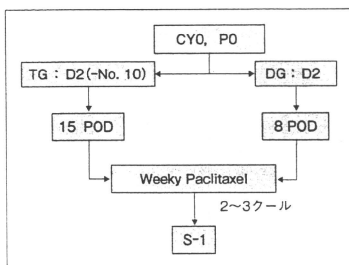 CY0, P0
TG：D2(-No. 10)
DG：D2
15 POD
8 POD
Weeky Paclitaxel
2〜3クール
S-1